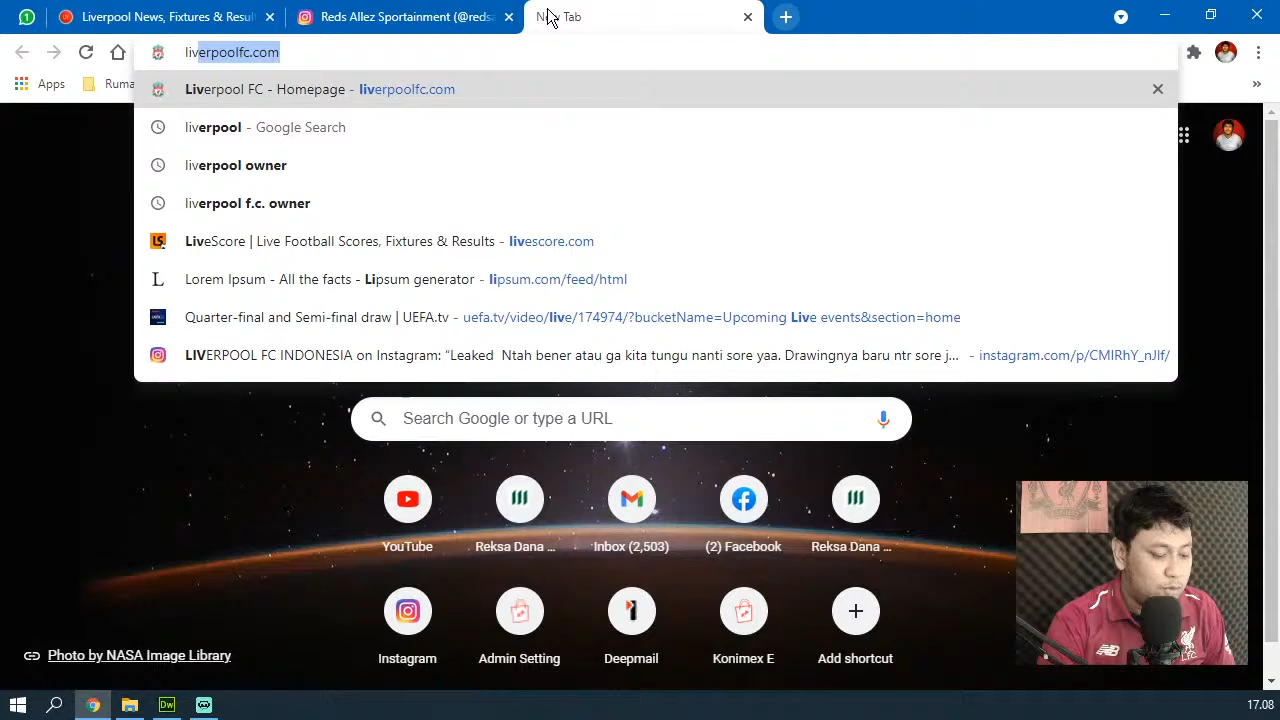 Liverpool News, Fixtures & Resul
Reds Allez Sportainment (@redsa
New Tab
liverpoolfc.com
Apps
Ruma
Liverpool FC - Homepage - liverpoolfc.com
liverpool - Google Search
liverpool owner
liverpool f.c. owner
LiveScore | Live Football Scores, Fixtures & Results - livescore.com
Lorem Ipsum - All the facts - Lipsum generator - lipsum.com/feed/html
Quarter-final and Semi-final draw | UEFA.tv - uefa.tv/video/live/174974/?bucketName=Upcoming Live events&section=home
LIVERPOOL FC INDONESIA on Instagram: “Leaked Ntah bener atau ga kita tungu nanti sore yaa. Drawingnya baru ntr sore j... - instagram.com/p/CMIRhY_nJlf/
Search Google or type a URL
YouTube
Reksa Dana ...
Inbox (2,503)
(2) Facebook
Reksa Dana ...
Instagram
Admin Setting
Deepmail
Konimex E
Add shortcut
Photo by NASA Image Library
Dw
17.08